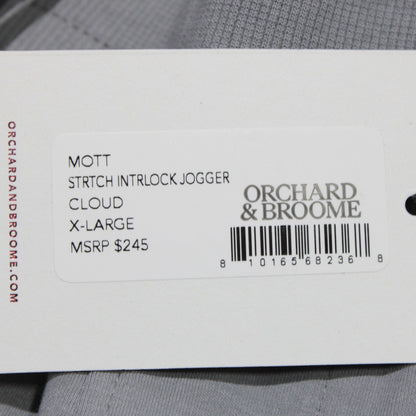 ORCHARDANDBROOME.COM
MOTT
STRTCH INTRLOCK JOGGER
CLOUD
X-LARGE
MSRP $245
ORCHARD
& BROOME
8 10165 68236 8